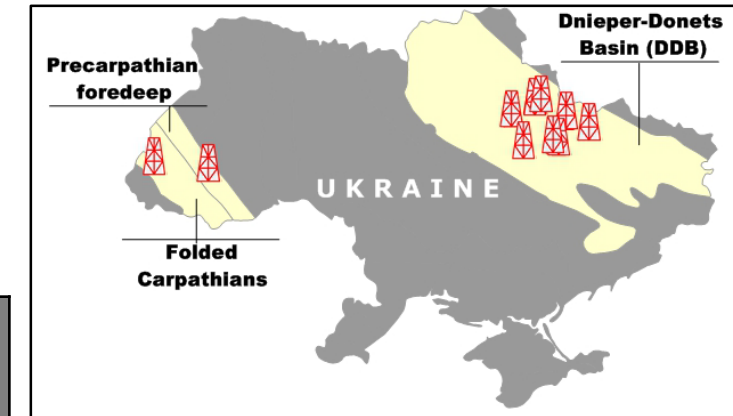 Dnieper-Donets
Basin (DDB)
Precarpathian
foredeep
UKRAINE
Folded
Carpathians